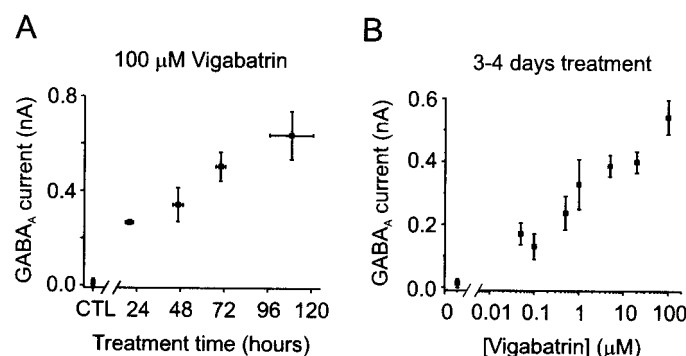 A
100 μM Vigabatrin
GABA_A current (nA)
0.8
0.4
0.0
CTL 24 48 72 96 120
Treatment time (hours)
B
3-4 days treatment
GABA_A current (nA)
0.6
0.4
0.2
0.0
0 0.01 0.1 1 10 100
[Vigabatrin] (μM)